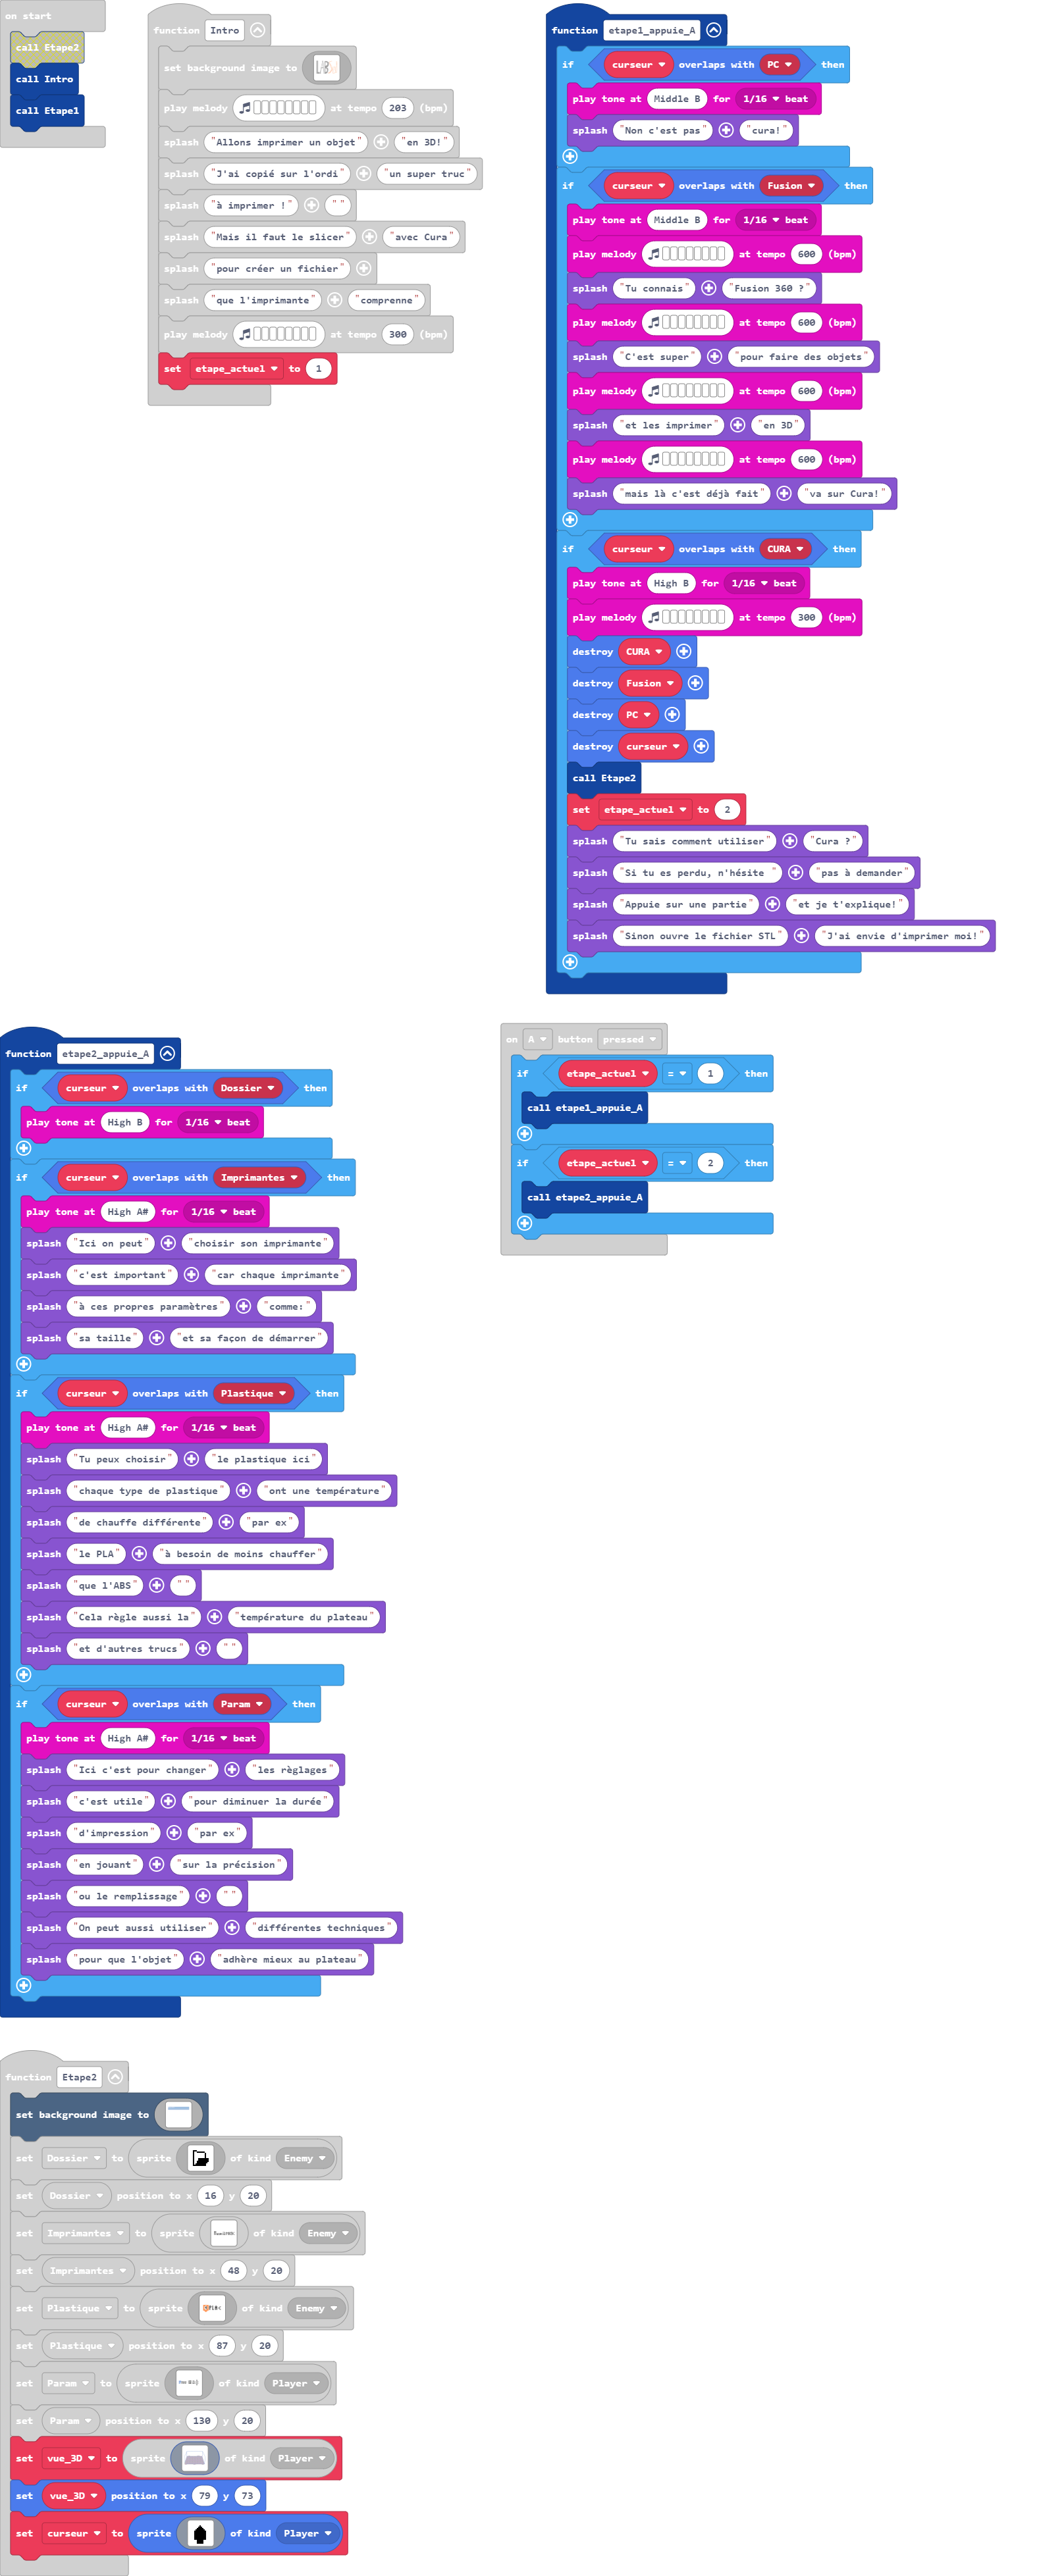 on start
call Etape2
call Intro
call Etape1
function Intro
set background image to LAB
play melody at tempo 203 (bpm)
splash "Allons imprimer un objet" "en 3D!"
splash "J'ai copié sur l'ordi" "un super truc"
splash "à imprimer !" " "
splash "Mais il faut le slicer" "avec Cura"
splash "pour créer un fichier"
splash "que l'imprimante" "comprenne"
play melody at tempo 300 (bpm)
set etape_actuel to 1
function etape1_appuie_A
if curseur overlaps with PC then
play tone at Middle B for 1/16 beat
splash "Non c'est pas" "cura!"
if curseur overlaps with Fusion then
play tone at Middle B for 1/16 beat
play melody at tempo 600 (bpm)
splash "Tu connais" "Fusion 360 ?"
play melody at tempo 600 (bpm)
splash "C'est super" "pour faire des objets"
play melody at tempo 600 (bpm)
splash "et les imprimer" "en 3D"
play melody at tempo 600 (bpm)
splash "mais là c'est déjà fait" "va sur Cura!"
if curseur overlaps with CURA then
play tone at High B for 1/16 beat
play melody at tempo 300 (bpm)
destroy CURA
destroy Fusion
destroy PC
destroy curseur
call Etape2
set etape_actuel to 2
splash "Tu sais comment utiliser" "Cura ?"
splash "Si tu es perdu, n'hésite " "pas à demander"
splash "Appuie sur une partie" "et je t'explique!"
splash "Sinon ouvre le fichier STL" "J'ai envie d'imprimer moi!"
function etape2_appuie_A
if curseur overlaps with Dossier then
play tone at High B for 1/16 beat
if curseur overlaps with Imprimantes then
play tone at High A# for 1/16 beat
splash "Ici on peut" "choisir son imprimante"
splash "c'est important" "car chaque imprimante"
splash "à ces propres paramètres" "comme:"
splash "sa taille" "et sa façon de démarrer"
if curseur overlaps with Plastique then
play tone at High A# for 1/16 beat
splash "Tu peux choisir" "le plastique ici"
splash "chaque type de plastique" "ont une température"
splash "de chauffe différente" "par ex"
splash "le PLA" "à besoin de moins chauffer"
splash "que l'ABS" " "
splash "Cela règle aussi la" "température du plateau"
splash "et d'autres trucs" " "
if curseur overlaps with Param then
play tone at High A# for 1/16 beat
splash "Ici c'est pour changer" "les règlages"
splash "c'est utile" "pour diminuer la durée"
splash "d'impression" "par ex"
splash "en jouant" "sur la précision"
splash "ou le remplissage" " "
splash "On peut aussi utiliser" "différentes techniques"
splash "pour que l'objet" "adhère mieux au plateau"
on A button pressed
if etape_actuel = 1 then
call etape1_appuie_A
if etape_actuel = 2 then
call etape2_appuie_A
function Etape2
set background image to
set Dossier to sprite of kind Enemy
set Dossier position to x 16 y 20
set Imprimantes to sprite of kind Enemy
set Imprimantes position to x 48 y 20
set Plastique to sprite of kind Enemy
set Plastique position to x 87 y 20
set Param to sprite of kind Player
set Param position to x 130 y 20
set vue_3D to sprite of kind Player
set vue_3D position to x 79 y 73
set curseur to sprite of kind Player